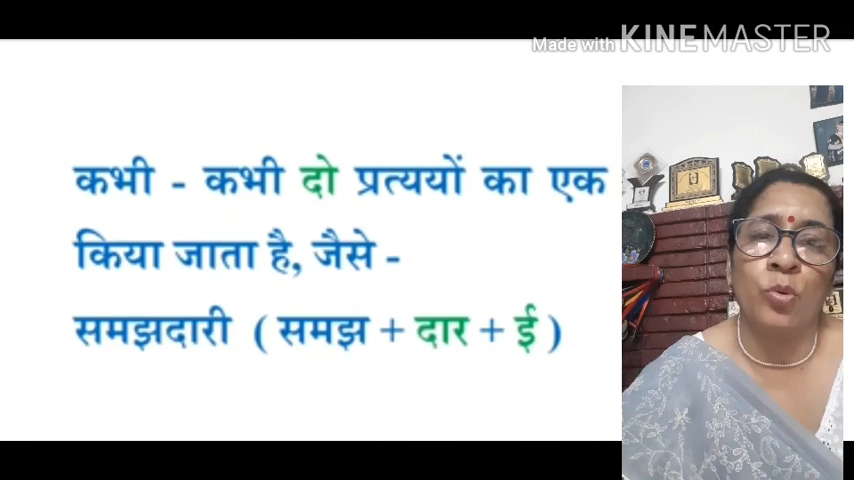 Made with KINEMASTER
कभी - कभी दो प्रत्ययों का एक
किया जाता है, जैसे -
समझदारी ( समझ + दार + ई )